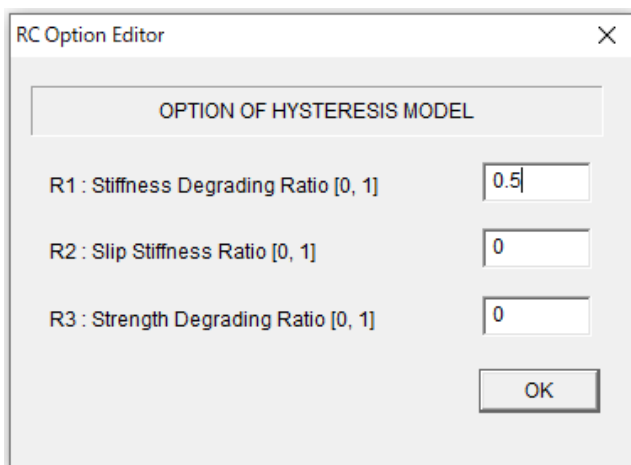 RC Option Editor
OPTION OF HYSTERESIS MODEL
R1 : Stiffness Degrading Ratio [0, 1] 0.5
R2 : Slip Stiffness Ratio [0, 1] 0
R3 : Strength Degrading Ratio [0, 1] 0
OK